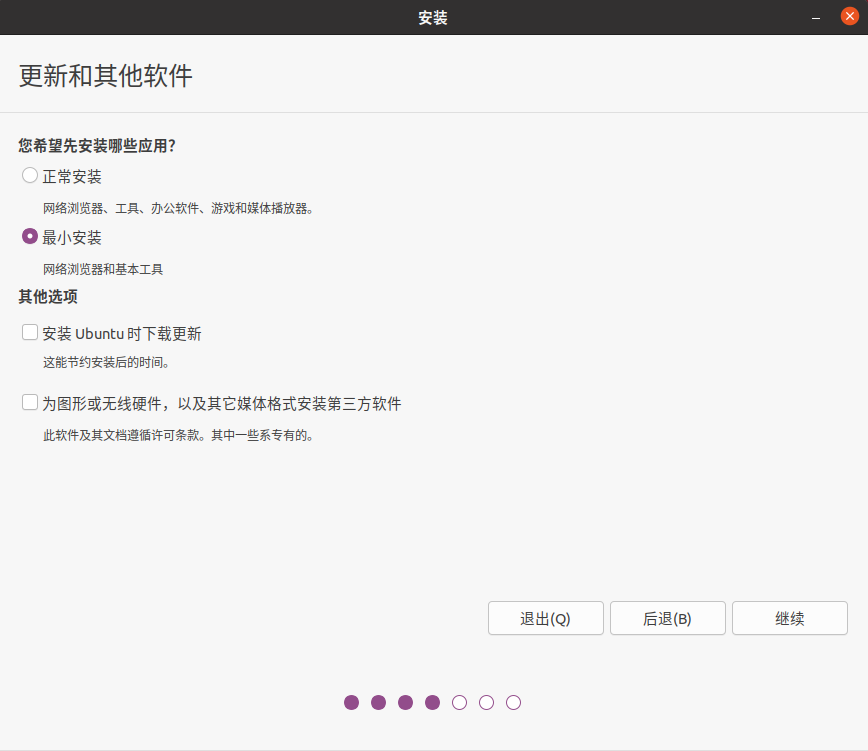 安装
更新和其他软件
您希望先安装哪些应用？
正常安装
网络浏览器、工具、办公软件、游戏和媒体播放器。
最小安装
网络浏览器和基本工具
其他选项
安装 Ubuntu 时下载更新
这能节约安装后的时间。
为图形或无线硬件，以及其它媒体格式安装第三方软件
此软件及其文档遵循许可条款。其中一些系专有的。
退出(Q) 后退(B) 继续